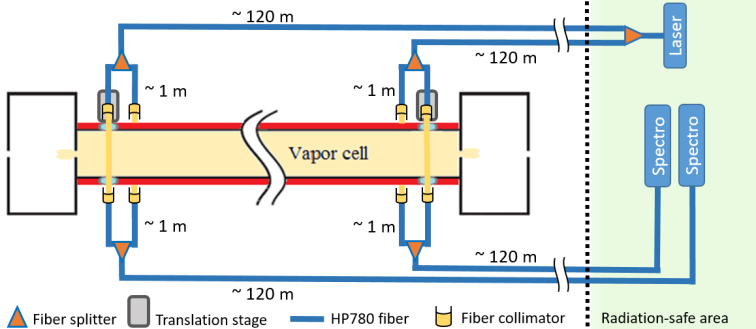 ~ 120 m
Laser
~ 120 m
~ 1 m
~ 1 m
Spectro
Spectro
Vapor cell
~ 1 m
~ 1 m
~ 120 m
~ 120 m
Fiber splitter
Translation stage
HP780 fiber
Fiber collimator
Radiation-safe area